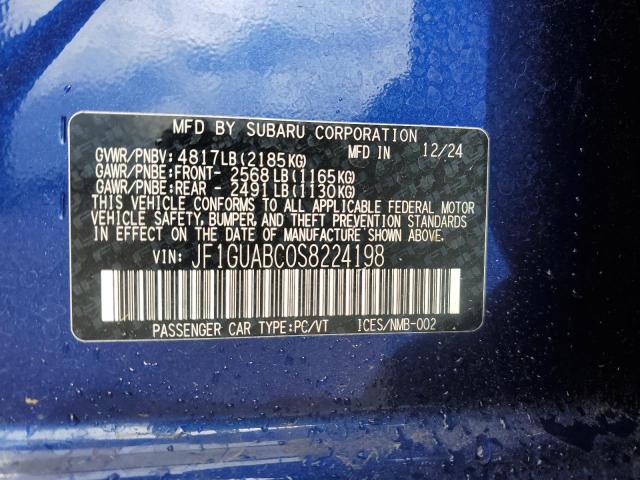 MFD BY SUBARU CORPORATION
GVWR/PNBV: 4817LB(2185KG) MFD IN 12/24
GAWR/PNBE:FRONT- 2568LB(1165KG)
GAWR/PNBE:REAR - 2491LB(1130KG)
THIS VEHICLE CONFORMS TO ALL APPLICABLE FEDERAL MOTOR
VEHICLE SAFETY, BUMPER, AND THEFT PREVENTION STANDARDS
IN EFFECT ON THE DATE OF MANUFACTURE SHOWN ABOVE.
VIN: JF1GUABC0S8224198
PASSENGER CAR TYPE:PC/VT ICES/NMB-002